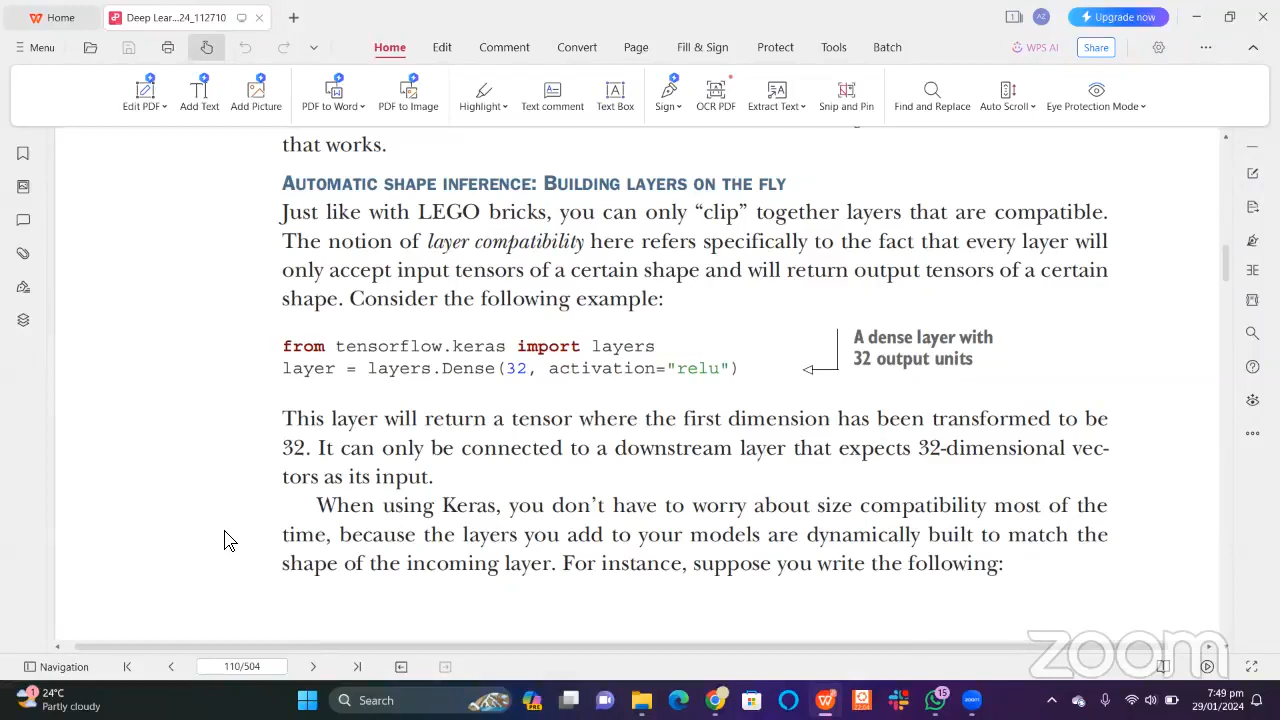 Home
Deep Lear...24_112710
AZ
Upgrade now
Menu
Home
Edit
Comment
Convert
Page
Fill & Sign
Protect
Tools
Batch
WPS AI
Share
Edit PDF
Add Text
Add Picture
PDF to Word
PDF to Image
Highlight
Text comment
Text Box
Sign
OCR PDF
Extract Text
Snip and Pin
Find and Replace
Auto Scroll
Eye Protection Mode
that works.
AUTOMATIC SHAPE INFERENCE: BUILDING LAYERS ON THE FLY
Just like with LEGO bricks, you can only “clip” together layers that are compatible.
The notion of layer compatibility here refers specifically to the fact that every layer will
only accept input tensors of a certain shape and will return output tensors of a certain
shape. Consider the following example:
from tensorflow.keras import layers
layer = layers.Dense(32, activation="relu")
A dense layer with
32 output units
This layer will return a tensor where the first dimension has been transformed to be
32. It can only be connected to a downstream layer that expects 32-dimensional vec-
tors as its input.
When using Keras, you don’t have to worry about size compatibility most of the
time, because the layers you add to your models are dynamically built to match the
shape of the incoming layer. For instance, suppose you write the following:
zoom
Navigation
110/504
1
24°C
Partly cloudy
Search
PRE
22:04
15
zoom
7:49 pm
29/01/2024